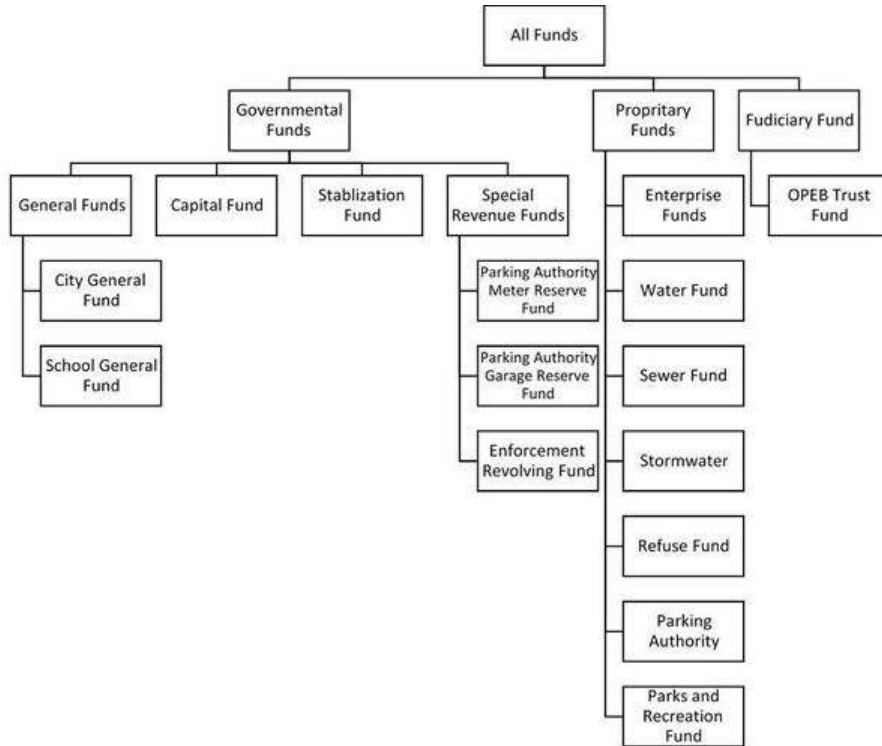 All Funds
Governmental
Funds
Propritary
Funds
Fudiciary Fund
General Funds
Capital Fund
Stablization
Fund
Special
Revenue Funds
Enterprise
Funds
OPEB Trust
Fund
City General
Fund
Parking Authority
Meter Reserve
Fund
Water Fund
School General
Fund
Parking Authority
Garage Reserve
Fund
Sewer Fund
Enforcement
Revolving Fund
Stormwater
Refuse Fund
Parking
Authority
Parks and
Recreation
Fund